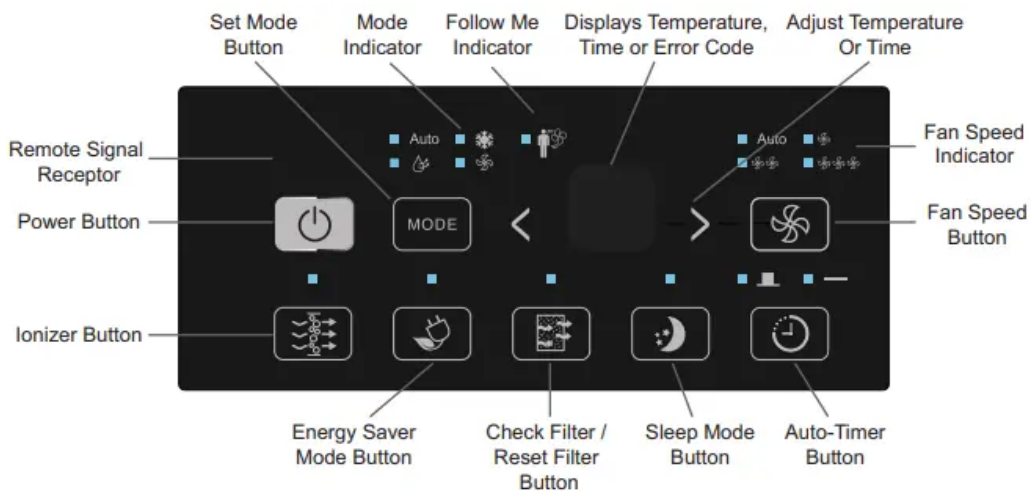 Set Mode
Button
Mode
Indicator
Follow Me
Indicator
Displays Temperature,
Time or Error Code
Adjust Temperature
Or Time
Remote Signal
Receptor
Auto
Auto
Fan Speed
Indicator
Power Button
MODE
Fan Speed
Button
Ionizer Button
Energy Saver
Mode Button
Check Filter /
Reset Filter
Button
Sleep Mode
Button
Auto-Timer
Button